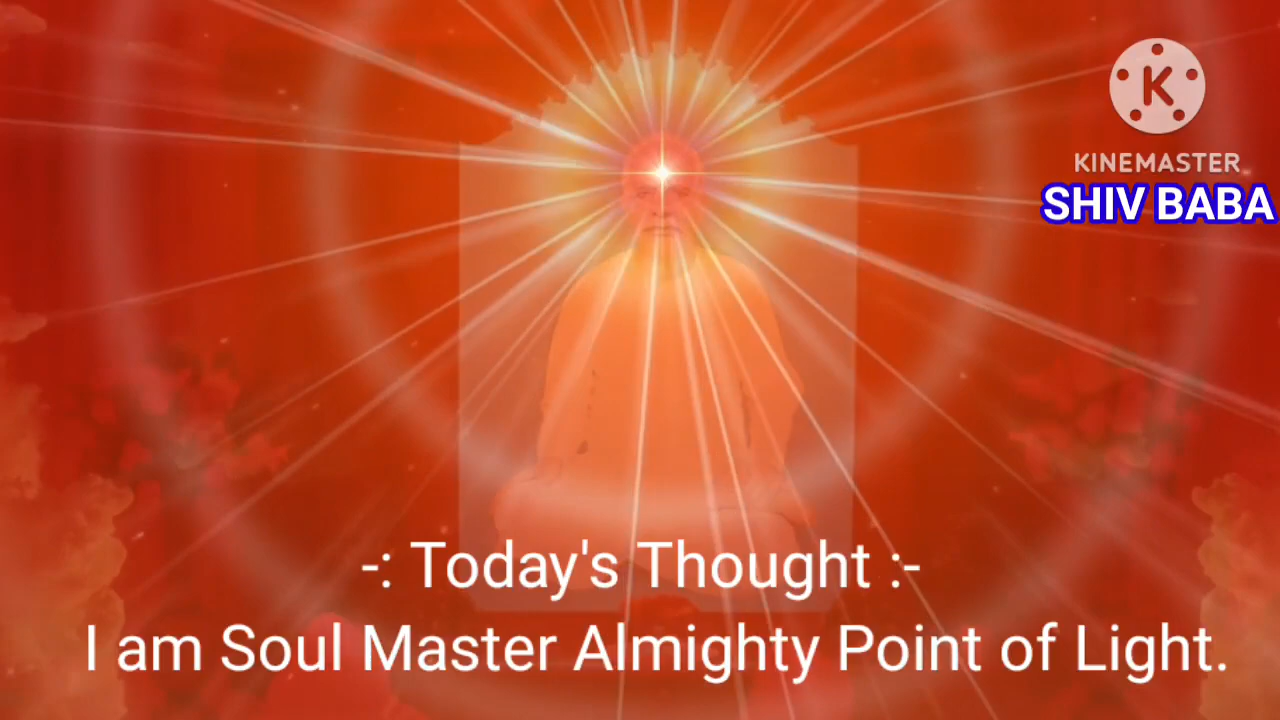 K
KINEMASTER
SHIV BABA
-: Today's Thought :-
I am Soul Master Almighty Point of Light.